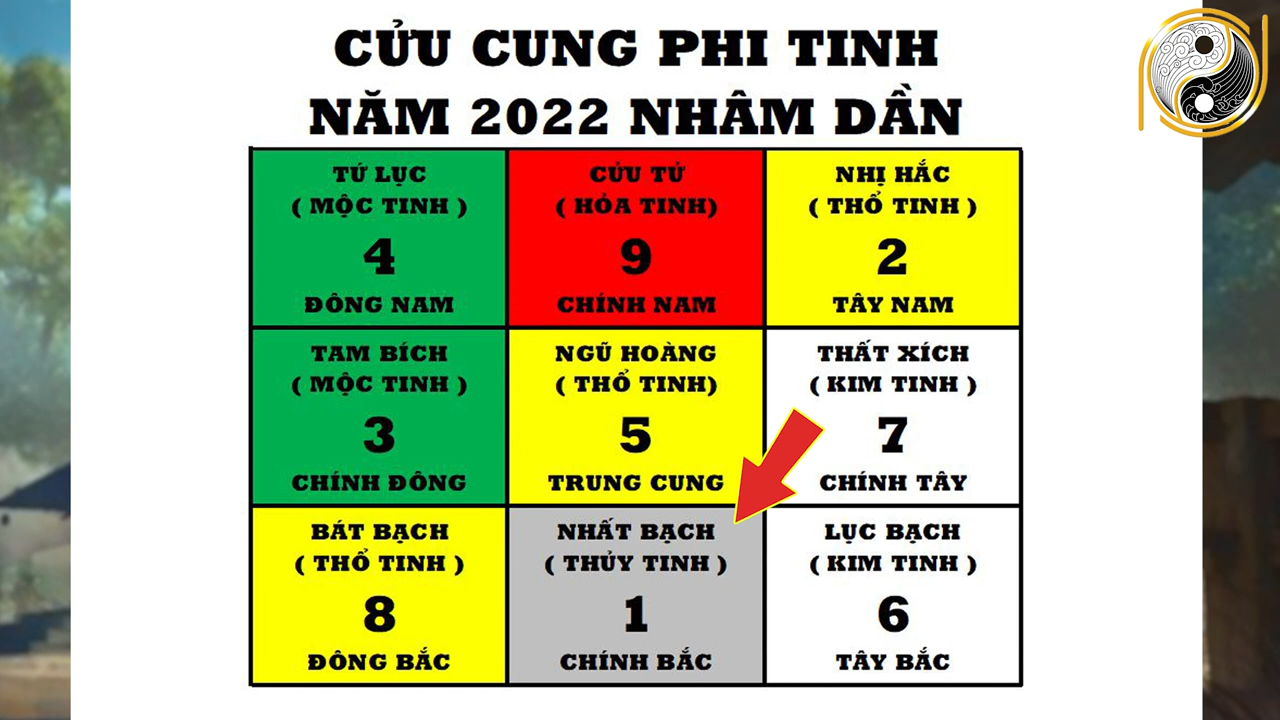 CỬU CUNG PHI TINH
NĂM 2022 NHÂM DẦN
TỨ LỤC
( MỘC TINH )
4
ĐÔNG NAM
CỬU TỬ
( HỎA TINH)
9
CHÍNH NAM
NHỊ HẮC
( THỔ TINH )
2
TÂY NAM
TAM BÍCH
( MỘC TINH )
3
CHÍNH ĐÔNG
NGŨ HOÀNG
( THỔ TINH)
5
TRUNG CUNG
THẤT XÍCH
( KIM TINH )
7
CHÍNH TÂY
BÁT BẠCH
( THỔ TINH )
8
ĐÔNG BẮC
NHẤT BẠCH
( THỦY TINH )
1
CHÍNH BẮC
LỤC BẠCH
( KIM TINH )
6
TÂY BẮC